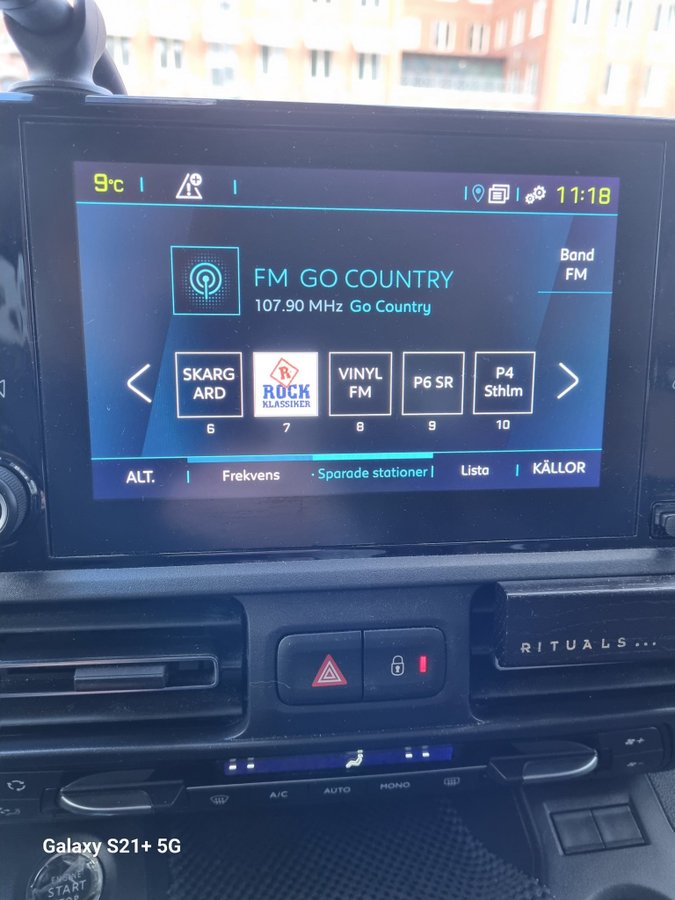 9°C
11:18
FM GO COUNTRY
107.90 MHz Go Country
Band
FM
SKARG
ARD
R
ROCK
KLASSIKER
VINYL
FM
P6 SR
P4
Sthlm
6
7
8
9
10
ALT.
Frekvens
Sparade stationer
Lista
KÄLLOR
RITUALS...
A/C
AUTO
MONO
Galaxy S21+ 5G
ENGINE
START